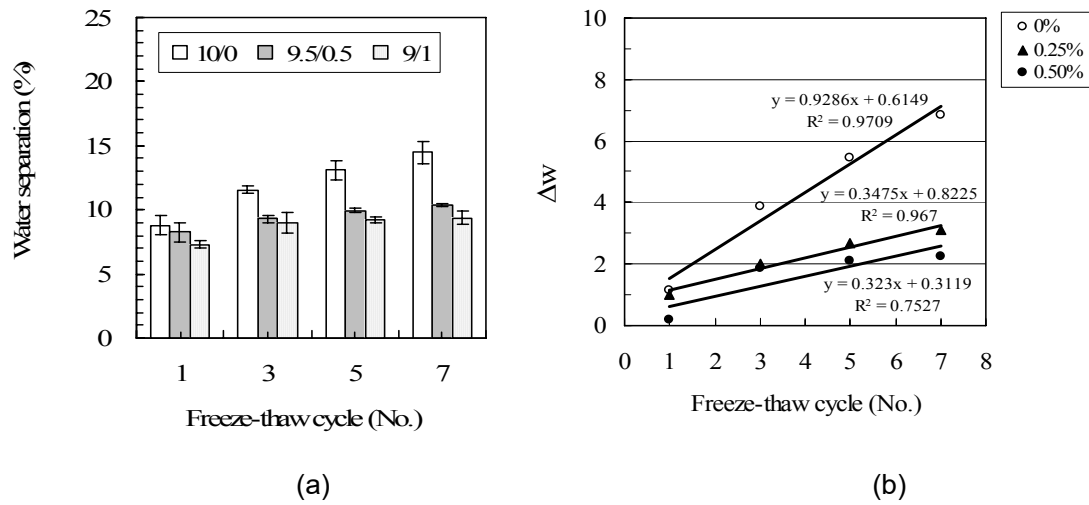 25
20
15
10
5
0
Water separation (%)
10/0 9.5/0.5 9/1
1 3 5 7
Freeze-thaw cycle (No.)
(a)
10
8
6
4
2
0
Δw
0%
0.25%
0.50%
y = 0.9286x + 0.6149
R² = 0.9709
y = 0.3475x + 0.8225
R² = 0.967
y = 0.323x + 0.3119
R² = 0.7527
0 1 2 3 4 5 6 7 8
Freeze-thaw cycle (No.)
(b)